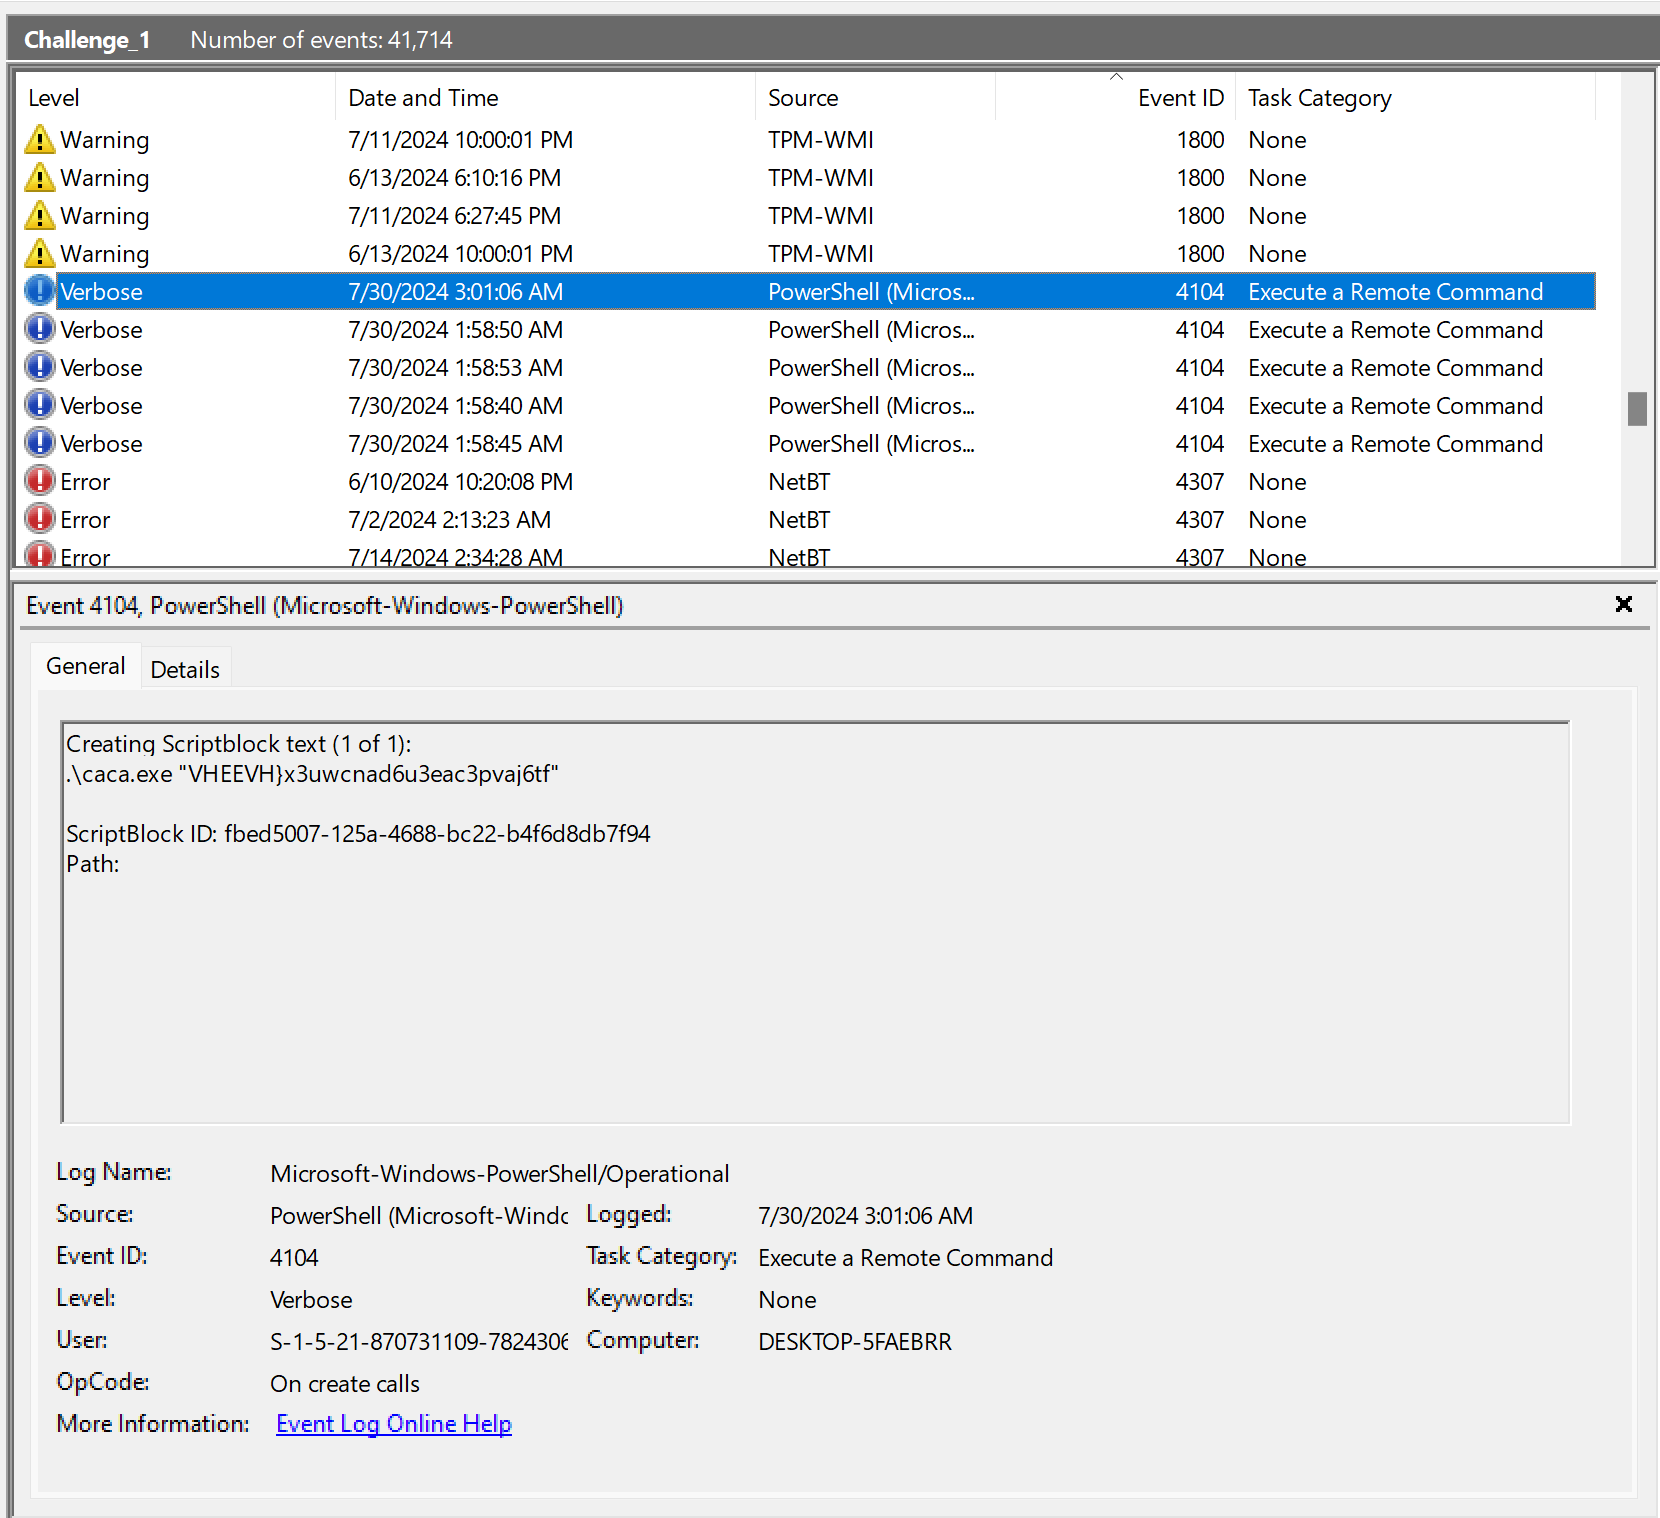 Challenge_1 Number of events: 41,714
Level Date and Time Source Event ID Task Category
Warning 7/11/2024 10:00:01 PM TPM-WMI 1800 None
Warning 6/13/2024 6:10:16 PM TPM-WMI 1800 None
Warning 7/11/2024 6:27:45 PM TPM-WMI 1800 None
Warning 6/13/2024 10:00:01 PM TPM-WMI 1800 None
Verbose 7/30/2024 3:01:06 AM PowerShell (Micros... 4104 Execute a Remote Command
Verbose 7/30/2024 1:58:50 AM PowerShell (Micros... 4104 Execute a Remote Command
Verbose 7/30/2024 1:58:53 AM PowerShell (Micros... 4104 Execute a Remote Command
Verbose 7/30/2024 1:58:40 AM PowerShell (Micros... 4104 Execute a Remote Command
Verbose 7/30/2024 1:58:45 AM PowerShell (Micros... 4104 Execute a Remote Command
Error 6/10/2024 10:20:08 PM NetBT 4307 None
Error 7/2/2024 2:13:23 AM NetBT 4307 None
Error 7/14/2024 2:34:28 AM NetBT 4307 None
Event 4104, PowerShell (Microsoft-Windows-PowerShell)
General Details
Creating Scriptblock text (1 of 1):
.\caca.exe "VHEEVH}x3uwcnad6u3eac3pvaj6tf"
ScriptBlock ID: fbed5007-125a-4688-bc22-b4f6d8db7f94
Path:
Log Name: Microsoft-Windows-PowerShell/Operational
Source: PowerShell (Microsoft-Windo Logged: 7/30/2024 3:01:06 AM
Event ID: 4104 Task Category: Execute a Remote Command
Level: Verbose Keywords: None
User: S-1-5-21-870731109-7824306 Computer: DESKTOP-5FAEBRR
OpCode: On create calls
More Information: Event Log Online Help